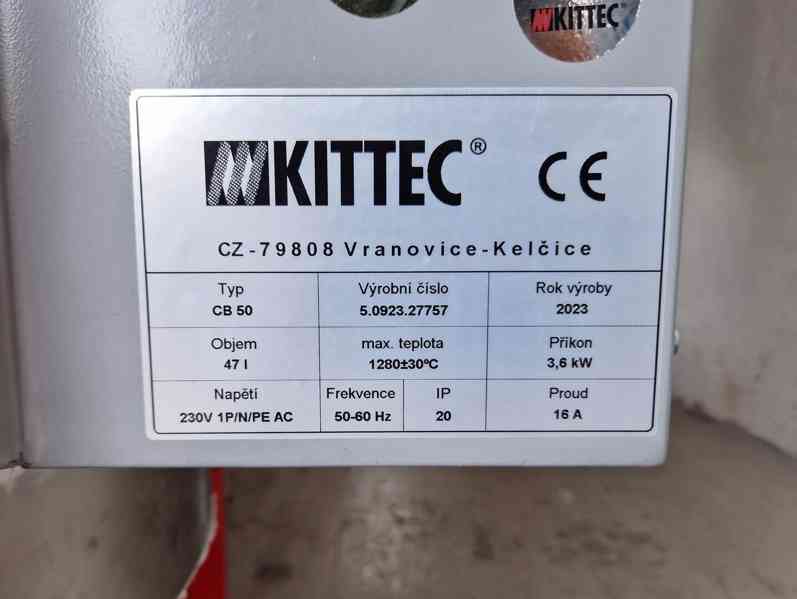 KITTEC
KITTEC® CE
CZ-79808 Vranovice-Kelčice
Typ Výrobní číslo Rok výroby
CB 50 5.0923.27757 2023
Objem max. teplota Příkon
47 l 1280±30ºC 3,6 kW
Napětí Frekvence IP Proud
230V 1P/N/PE AC 50-60 Hz 20 16 A